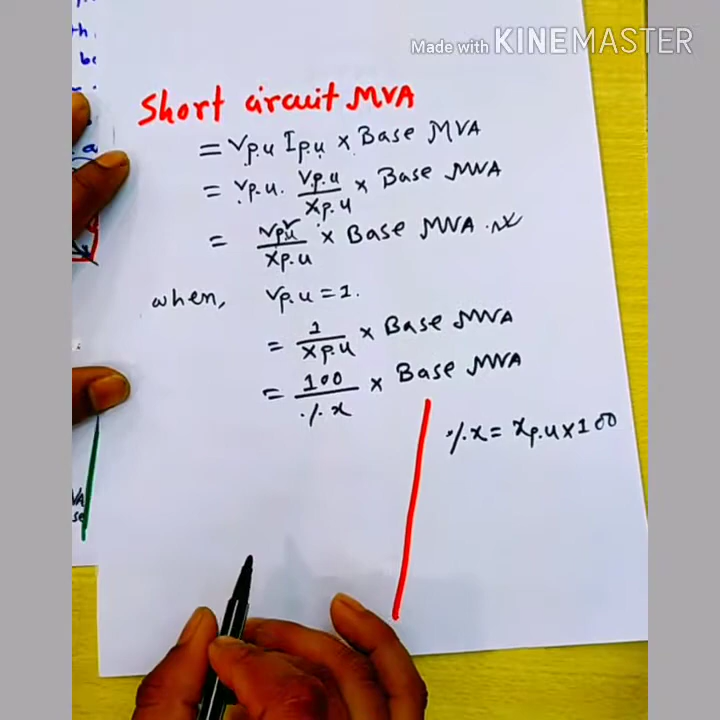 Made with KINEMASTER
Short circuit MVA
= Vp.u Ip.u × Base MVA
= Vp.u. Vp.u/Xp.u × Base MVA
= Vp.u²/Xp.u × Base MVA
when, Vp.u = 1.
= 1/Xp.u × Base MVA
= 100/%x × Base MVA
%x = xp.u×100